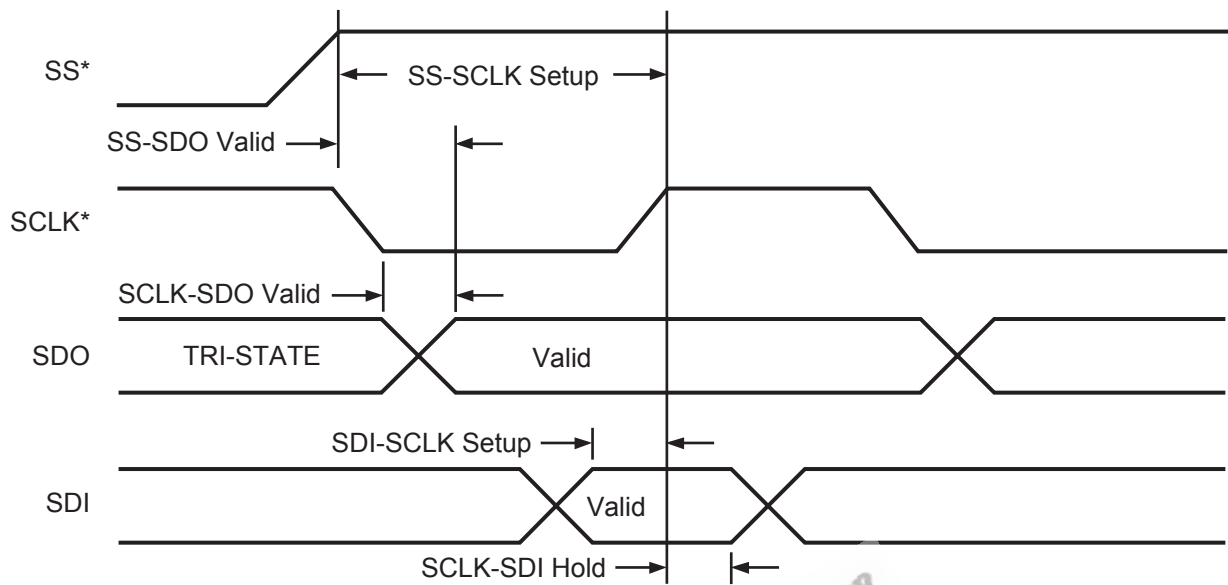 SS*
SS-SCLK Setup
SS-SDO Valid
SCLK*
SCLK-SDO Valid
SDO
TRI-STATE
Valid
SDI-SCLK Setup
SDI
Valid
SCLK-SDI Hold